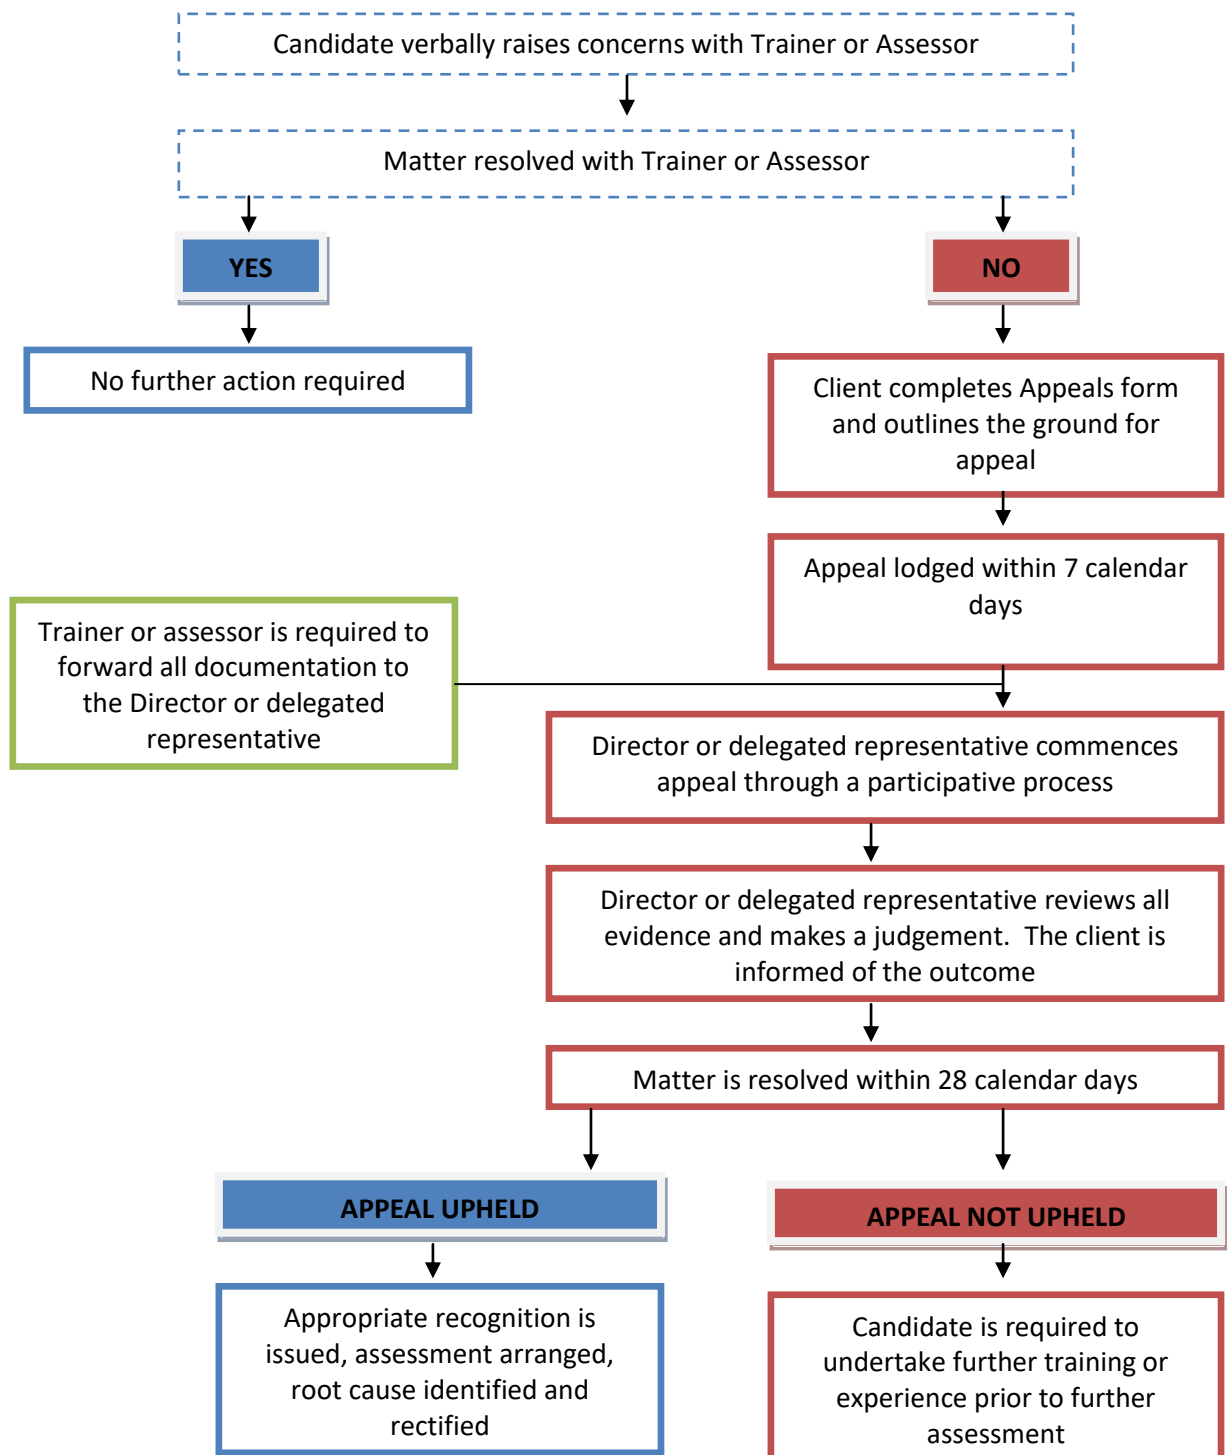 Candidate verbally raises concerns with Trainer or Assessor
Matter resolved with Trainer or Assessor
YES
NO
No further action required
Client completes Appeals form
and outlines the ground for
appeal
Appeal lodged within 7 calendar
days
Trainer or assessor is required to
forward all documentation to
the Director or delegated
representative
Director or delegated representative commences
appeal through a participative process
Director or delegated representative reviews all
evidence and makes a judgement.  The client is
informed of the outcome
Matter is resolved within 28 calendar days
APPEAL UPHELD
APPEAL NOT UPHELD
Appropriate recognition is
issued, assessment arranged,
root cause identified and
rectified
Candidate is required to
undertake further training or
experience prior to further
assessment